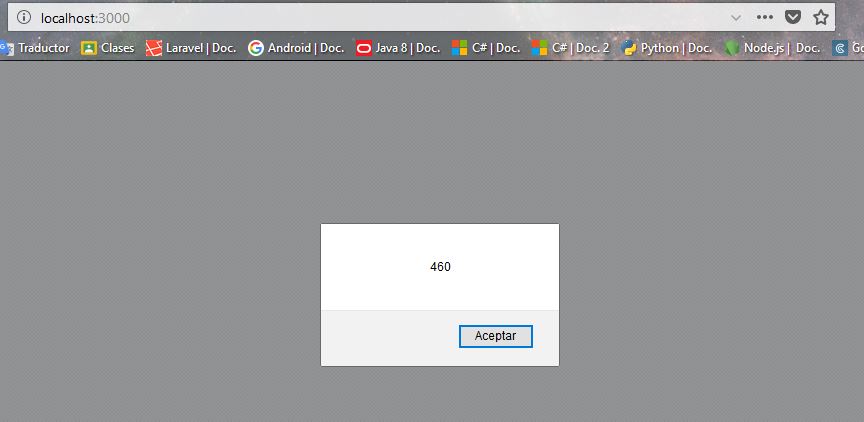 localhost:3000
Traductor Clases Laravel | Doc. Android | Doc. Java 8 | Doc. C# | Doc. C# | Doc. 2 Python | Doc. Node.js | Doc. Go
460
Aceptar